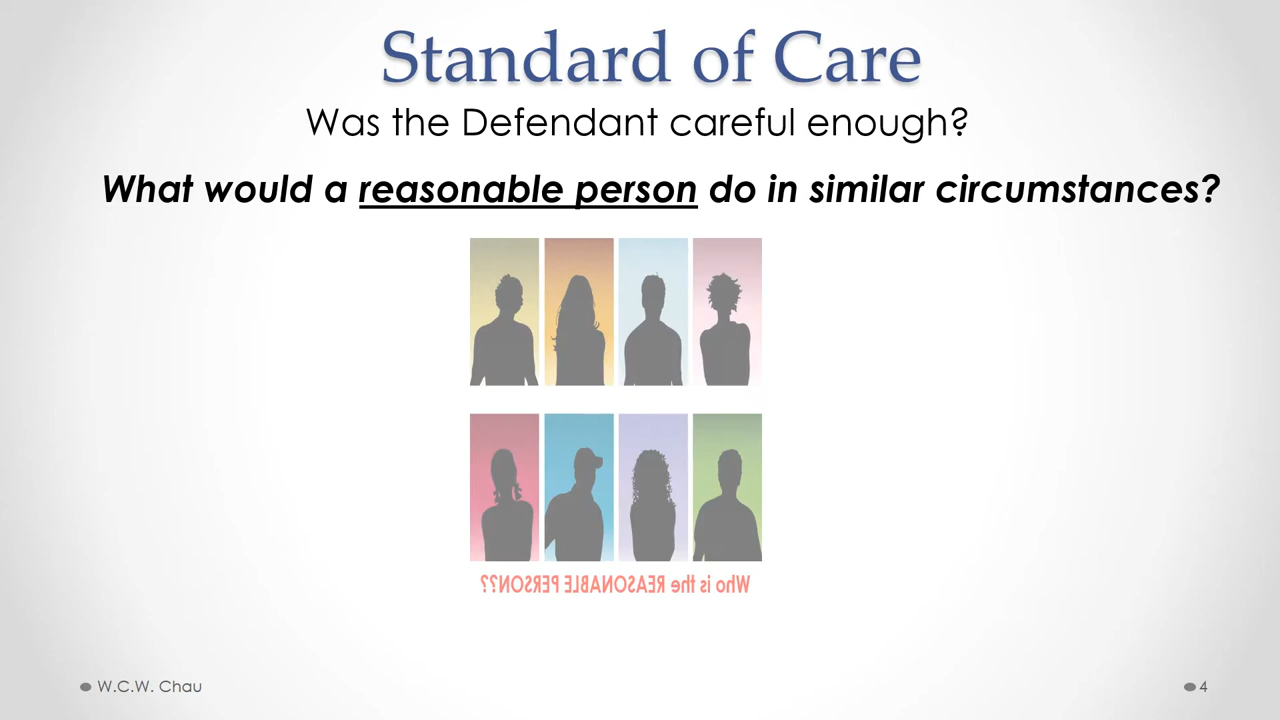 Standard of Care
Was the Defendant careful enough?
What would a reasonable person do in similar circumstances?
Who is the REASONABLE PERSON??
W.C.W. Chau
4